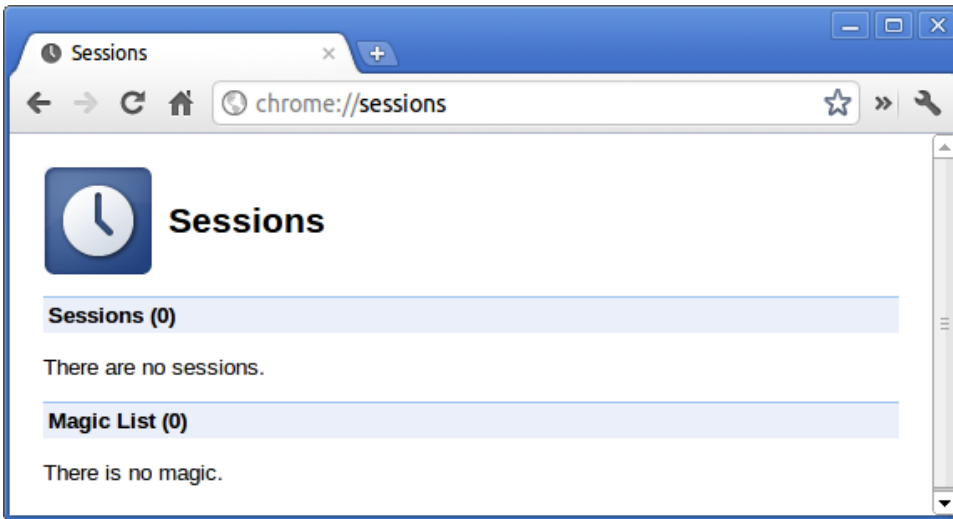 Sessions
chrome://sessions
Sessions
Sessions (0)
There are no sessions.
Magic List (0)
There is no magic.